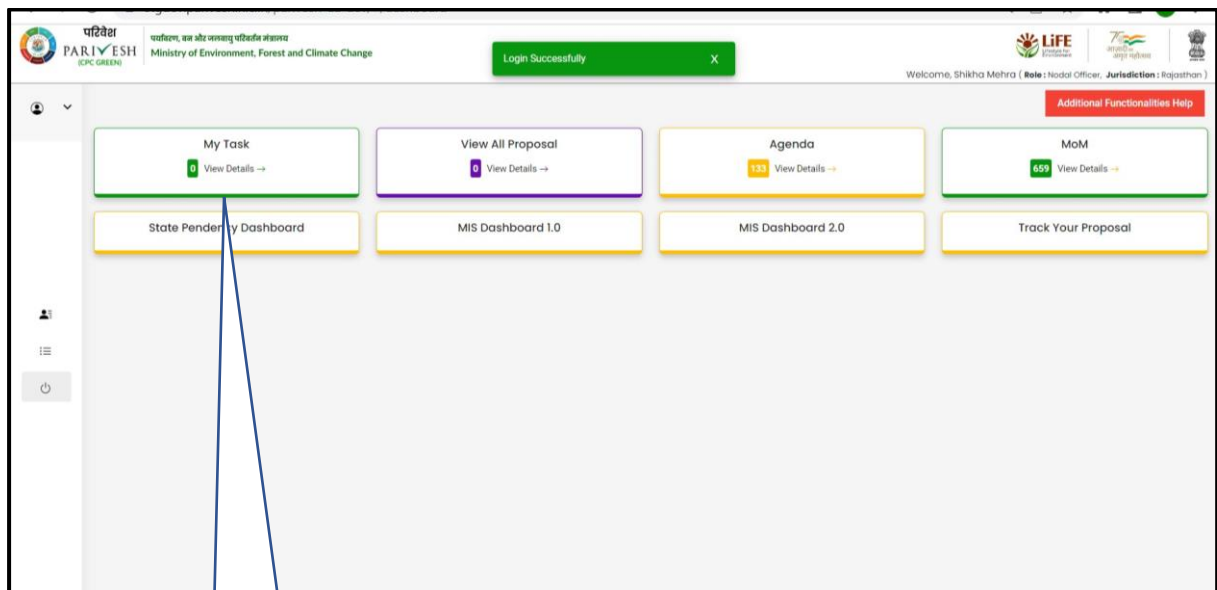 परिवेश
PARIVESH
(CPC GREEN)
पर्यावरण, वन और जलवायु परिवर्तन मंत्रालय
Ministry of Environment, Forest and Climate Change
Login Successfully X
LiFE
Welcome, Shikha Mehra ( Role : Nodal Officer, Jurisdiction : Rajasthan )
Additional Functionalities Help
My Task
0 View Details →
View All Proposal
0 View Details →
Agenda
133 View Details →
MoM
659 View Details →
State Pendency Dashboard
MIS Dashboard 1.0
MIS Dashboard 2.0
Track Your Proposal